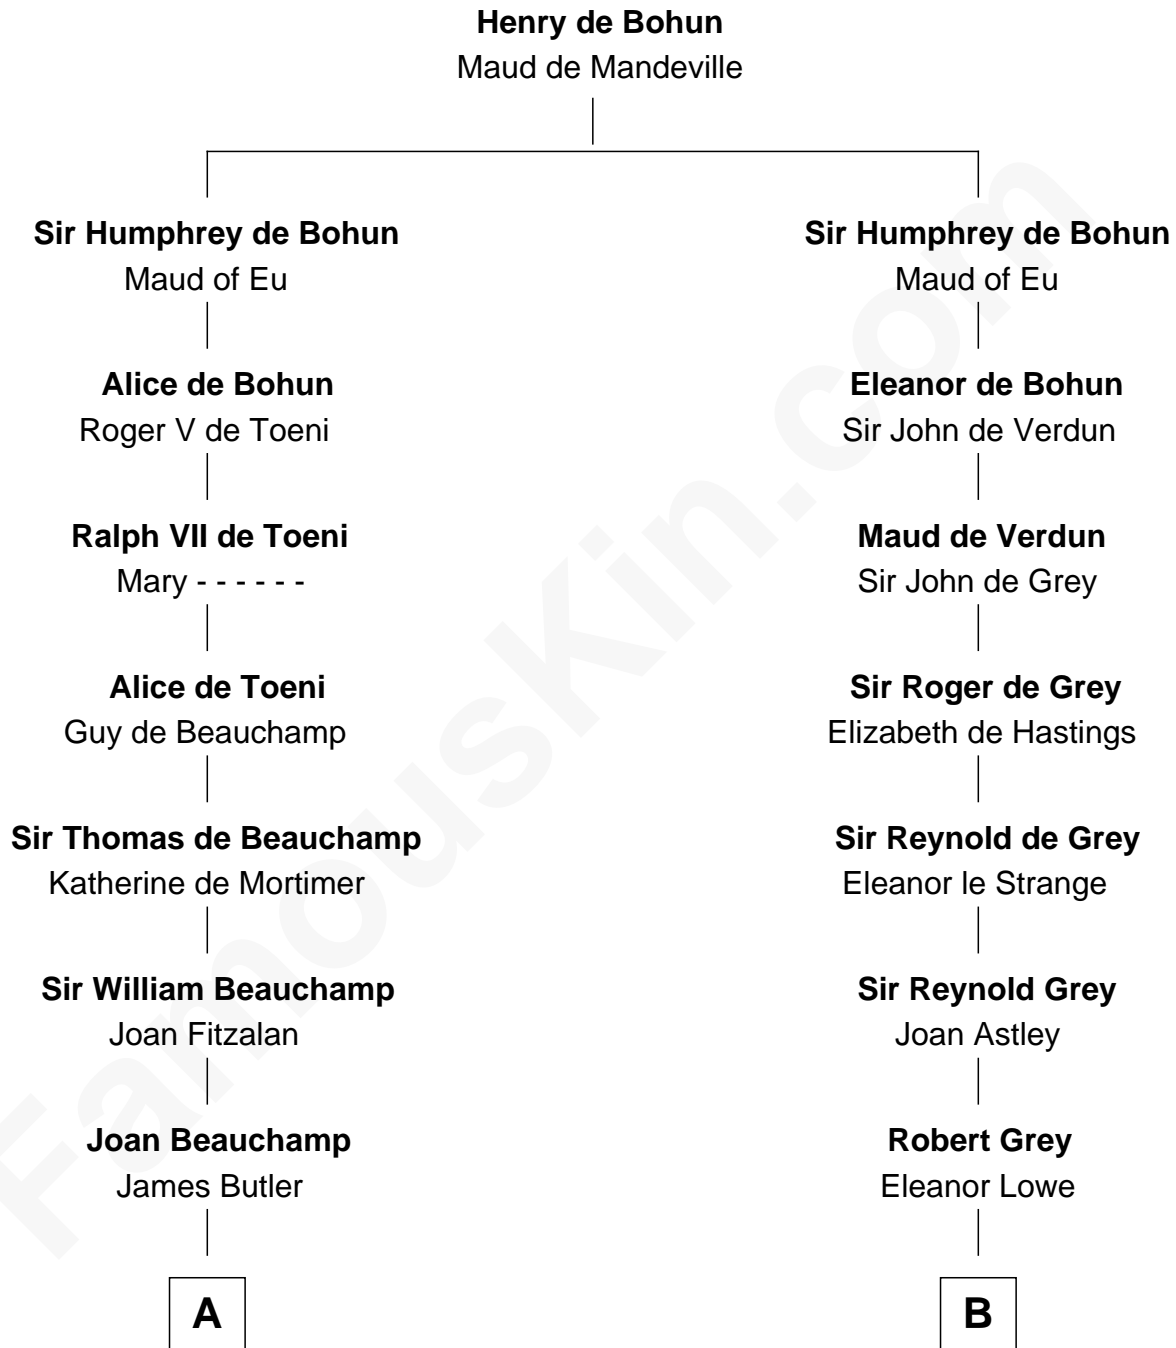 Henry de Bohun
Maud de Mandeville
Sir Humphrey de Bohun
Maud of Eu
Sir Humphrey de Bohun
Maud of Eu
Alice de Bohun
Roger V de Toeni
Eleanor de Bohun
Sir John de Verdun
Ralph VII de Toeni
Mary - - - - - -
Maud de Verdun
Sir John de Grey
Alice de Toeni
Guy de Beauchamp
Sir Roger de Grey
Elizabeth de Hastings
Sir Thomas de Beauchamp
Katherine de Mortimer
Sir Reynold de Grey
Eleanor le Strange
Sir William Beauchamp
Joan Fitzalan
Sir Reynold Grey
Joan Astley
Joan Beauchamp
James Butler
Robert Grey
Eleanor Lowe
A
B
FamousKin.com